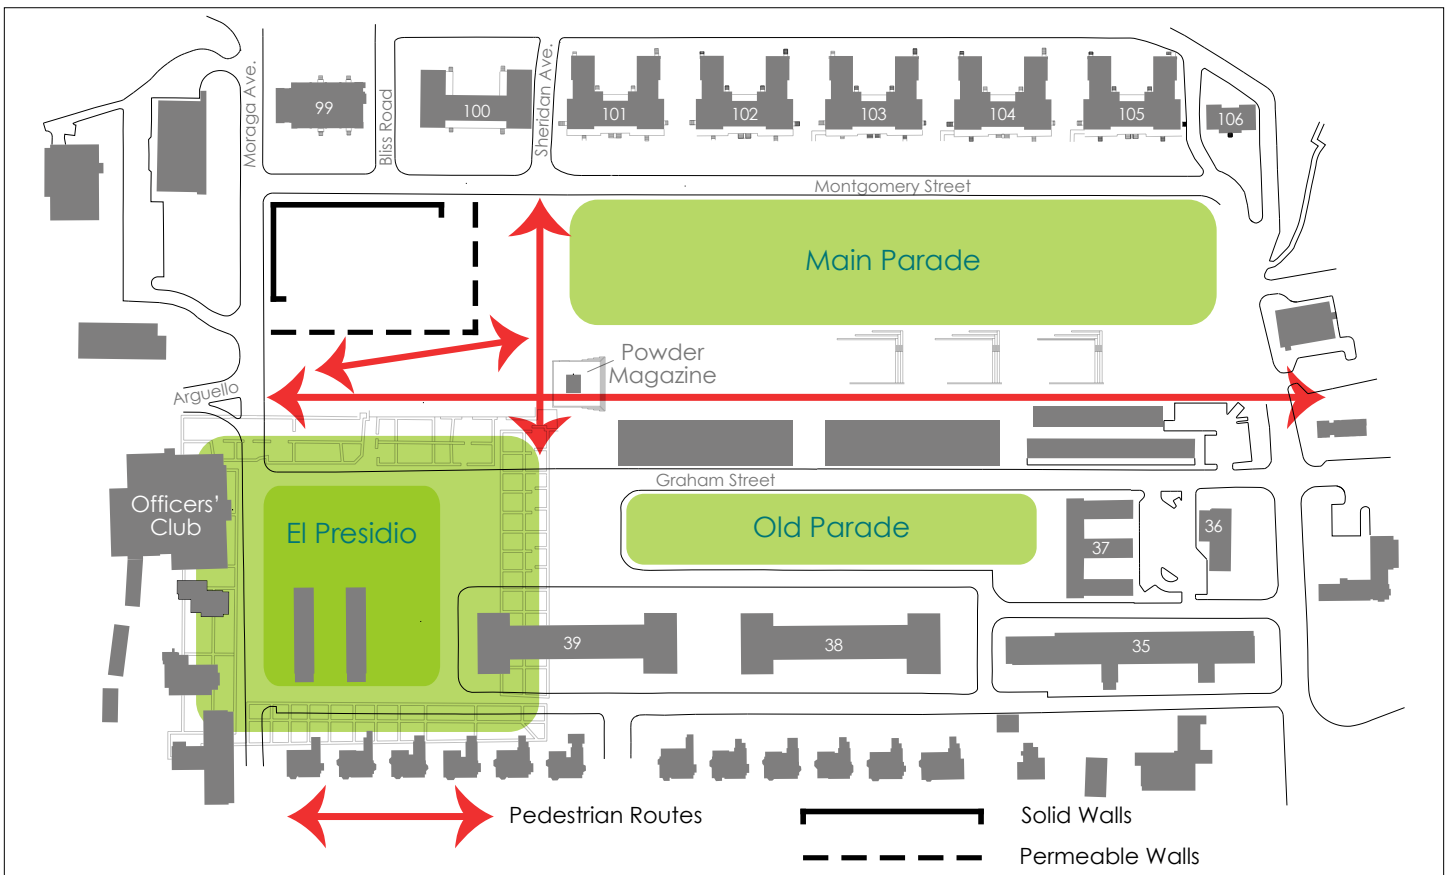 Moraga Ave.
99
Bliss Road
100
Sheridan Ave.
101
102
103
104
105
106
Montgomery Street
Main Parade
Powder
Magazine
Arguello
Graham Street
Officers'
Club
El Presidio
Old Parade
37
36
39
38
35
Pedestrian Routes
Solid Walls
Permeable Walls